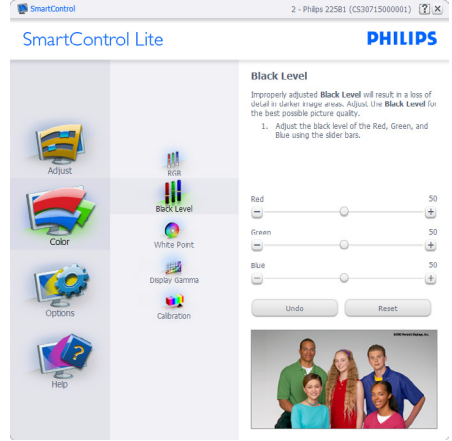 SmartControl
2 - Philips 225B1 (CS30715000001)
SmartControl Lite
PHILIPS
Black Level
Improperly adjusted Black Level will result in a loss of
detail in darker image areas. Adjust the Black Level for
the best possible picture quality.
1. Adjust the black level of the Red, Green, and
Blue using the slider bars.
Adjust
Color
Options
Help
RGB
Black Level
White Point
Display Gamma
Calibration
Red 50
Green 50
Blue 50
Undo
Reset